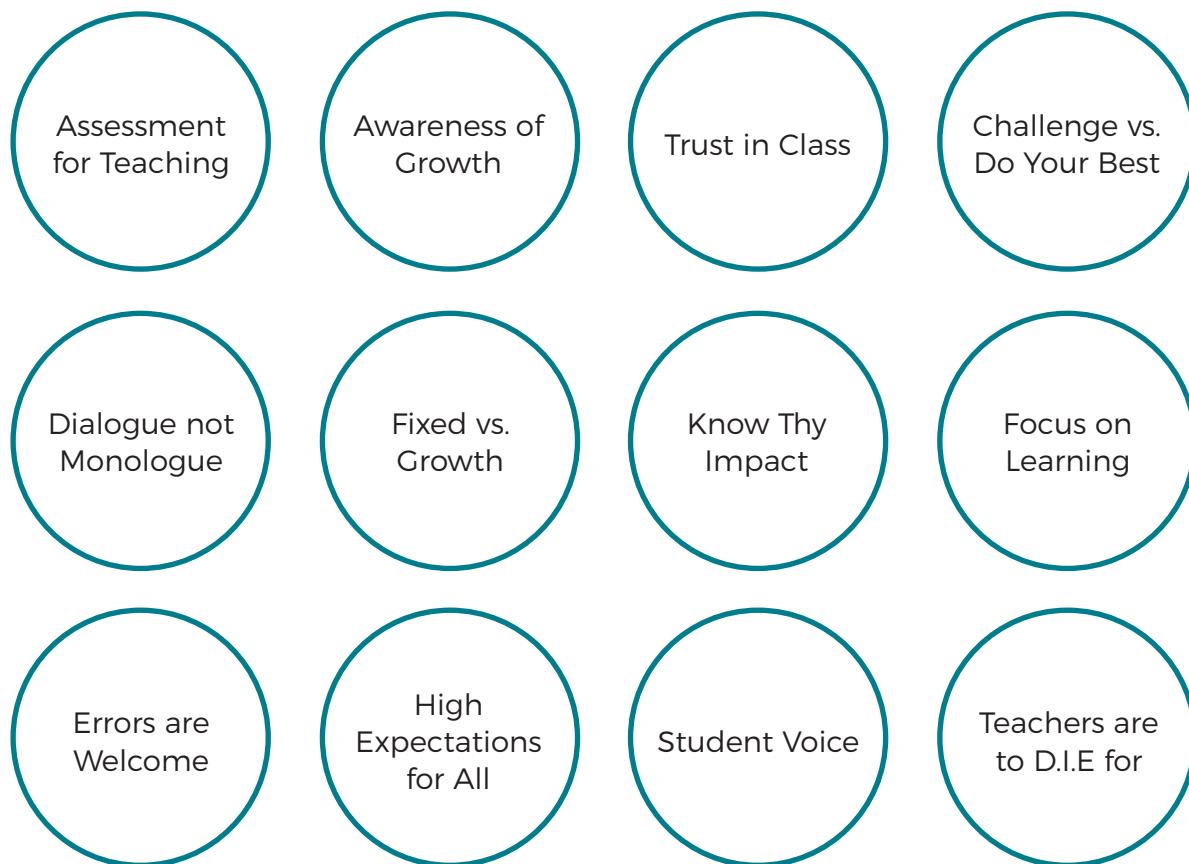 Assessment
for Teaching
Awareness of
Growth
Trust in Class
Challenge vs.
Do Your Best
Dialogue not
Monologue
Fixed vs.
Growth
Know Thy
Impact
Focus on
Learning
Errors are
Welcome
High
Expectations
for All
Student Voice
Teachers are
to D.I.E for